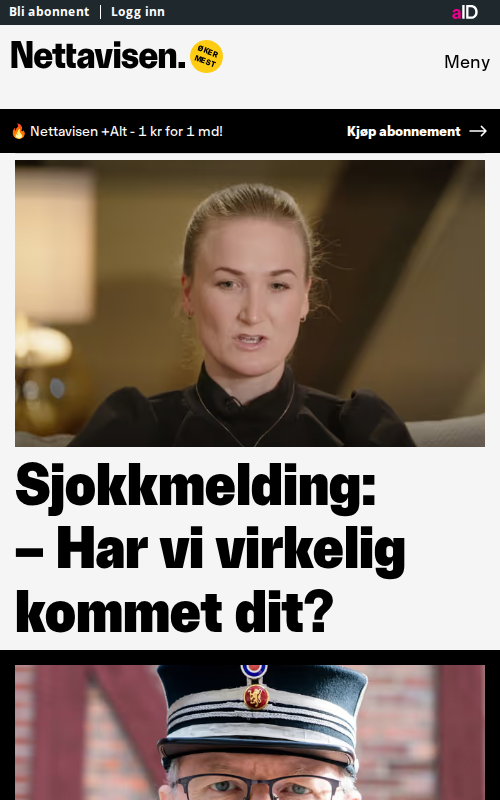 Bli abonnent | Logg inn
aID
Nettavisen.
ØKER
MEST
Meny
🔥 Nettavisen +Alt - 1 kr for 1 md!
Kjøp abonnement →
Sjokkmelding:
– Har vi virkelig
kommet dit?